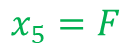 x₅ = F